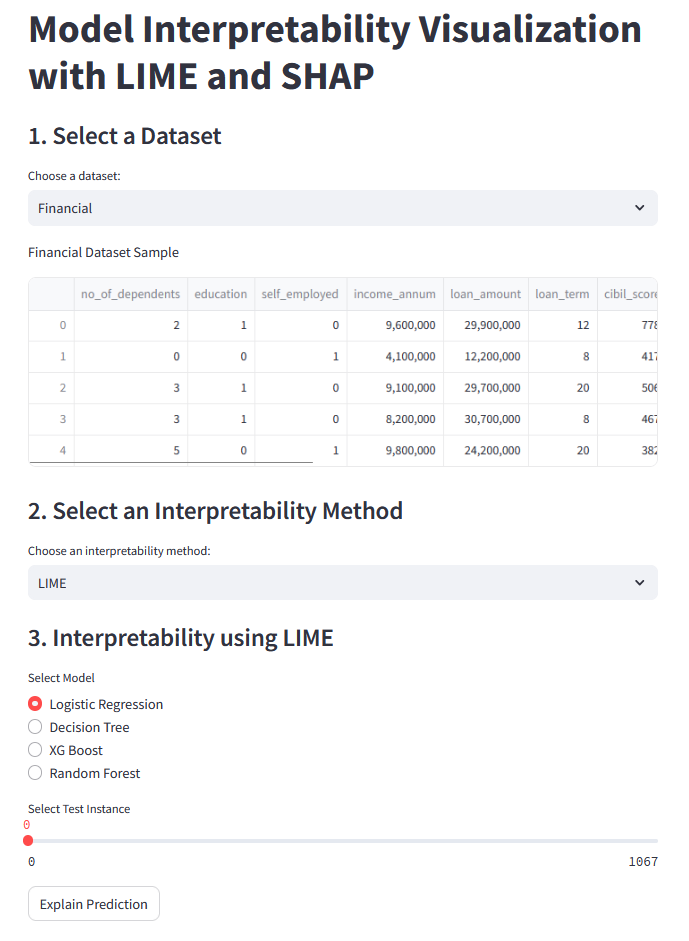 Model Interpretability Visualization
with LIME and SHAP
1. Select a Dataset
Choose a dataset:
Financial
Financial Dataset Sample
no_of_dependents education self_employed income_annum loan_amount loan_term cibil_score
0 2 1 0 9,600,000 29,900,000 12 778
1 0 0 1 4,100,000 12,200,000 8 417
2 3 1 0 9,100,000 29,700,000 20 506
3 3 1 0 8,200,000 30,700,000 8 467
4 5 0 1 9,800,000 24,200,000 20 382
2. Select an Interpretability Method
Choose an interpretability method:
LIME
3. Interpretability using LIME
Select Model
Logistic Regression
Decision Tree
XG Boost
Random Forest
Select Test Instance
0
0 1067
Explain Prediction